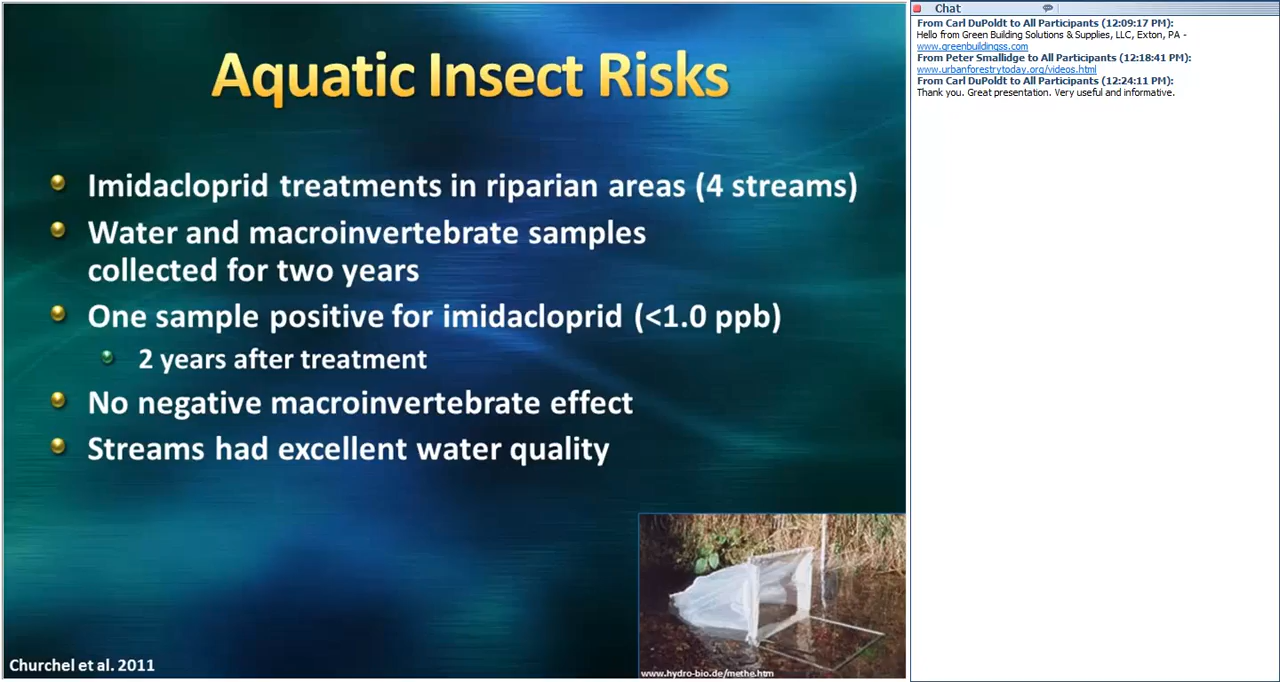 Aquatic Insect Risks
Imidacloprid treatments in riparian areas (4 streams)
Water and macroinvertebrate samples
collected for two years
One sample positive for imidacloprid (<1.0 ppb)
2 years after treatment
No negative macroinvertebrate effect
Streams had excellent water quality
Churchel et al. 2011
www.hydro-bio.de/methe.htm
Chat
From Carl DuPoldt to All Participants (12:09:17 PM):
Hello from Green Building Solutions & Supplies, LLC, Exton, PA -
www.greenbuildingss.com
From Peter Smallidge to All Participants (12:18:41 PM):
www.urbanforestrytoday.org/videos.html
From Carl DuPoldt to All Participants (12:24:11 PM):
Thank you. Great presentation. Very useful and informative.